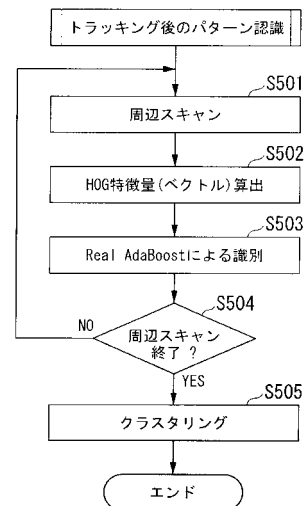 トラッキング後のパターン認識
S501
周辺スキャン
S502
HOG特徴量(ベクトル)算出
S503
Real AdaBoostによる識別
S504
NO
周辺スキャン
終了 ?
YES
S505
クラスタリング
エンド